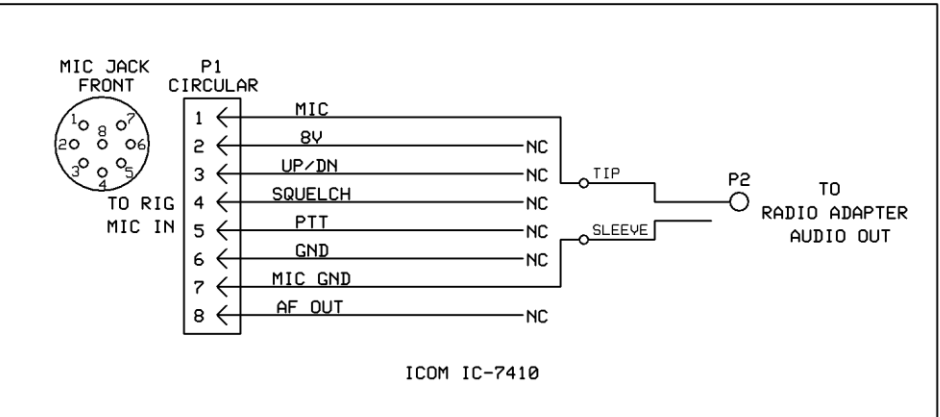 MIC JACK
FRONT
P1
CIRCULAR
1 7
8
2 6
3 5
4
TO RIG
MIC IN
1 MIC
2 8V NC
3 UP/DN NC
4 SQUELCH NC
5 PTT NC
6 GND NC
7 MIC GND
8 AF OUT NC
TIP
SLEEVE
P2
TO
RADIO ADAPTER
AUDIO OUT
ICOM IC-7410